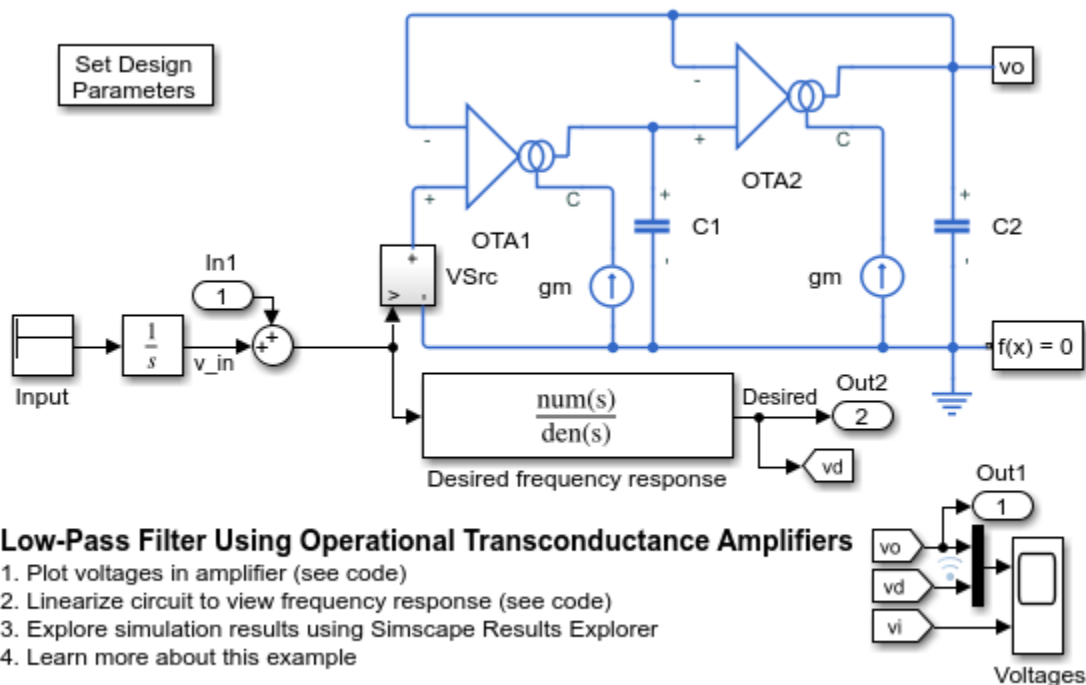 Set Design
Parameters
vo
-
-
+
C
OTA2
C
+
+
+
OTA1
C1
C2
In1
1
+
VSrc
gm
gm
> -
1
s
v_in
+
+
f(x) = 0
Input
num(s)
den(s)
Desired
Out2
2
Desired frequency response
vd
Out1
1
Low-Pass Filter Using Operational Transconductance Amplifiers
1. Plot voltages in amplifier (see code)
2. Linearize circuit to view frequency response (see code)
3. Explore simulation results using Simscape Results Explorer
4. Learn more about this example
vo
vd
vi
Voltages